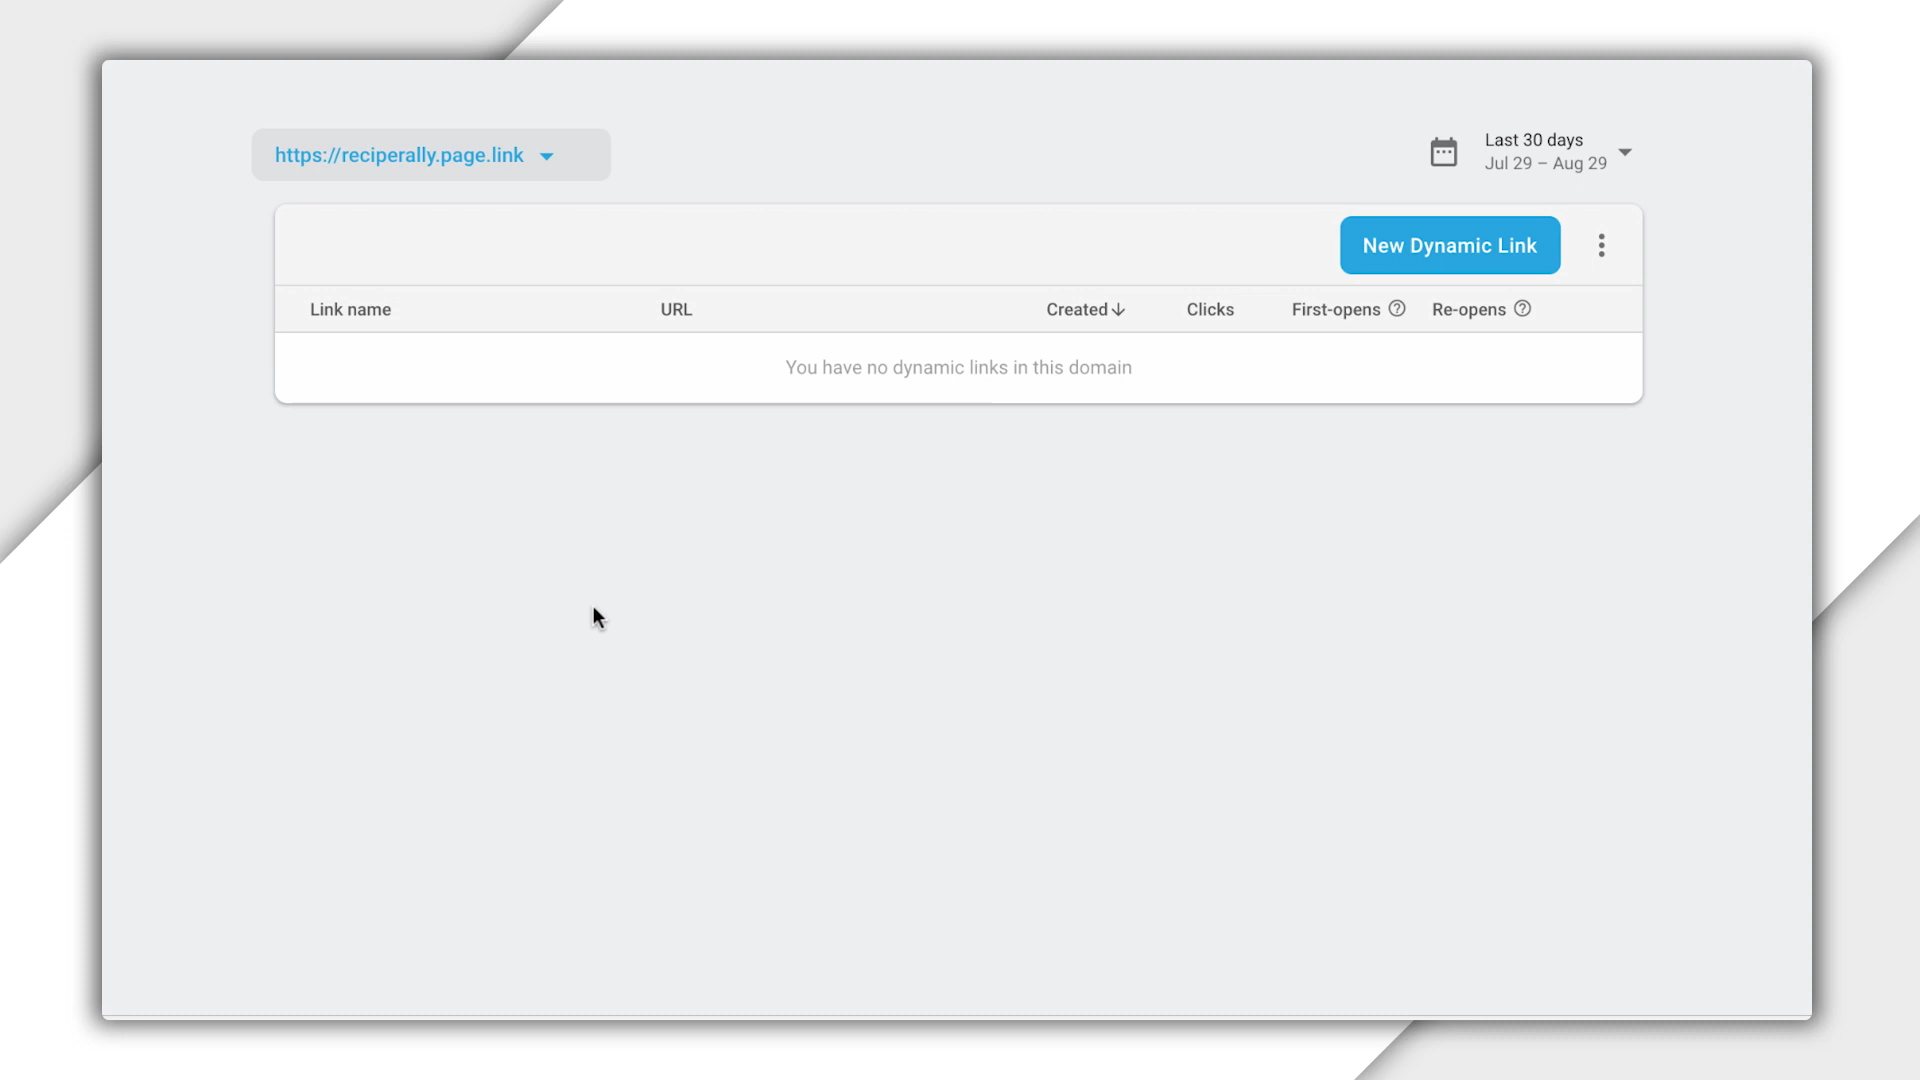 https://reciperally.page.link
Last 30 days
Jul 29 – Aug 29
New Dynamic Link
Link name URL Created Clicks First-opens Re-opens
You have no dynamic links in this domain